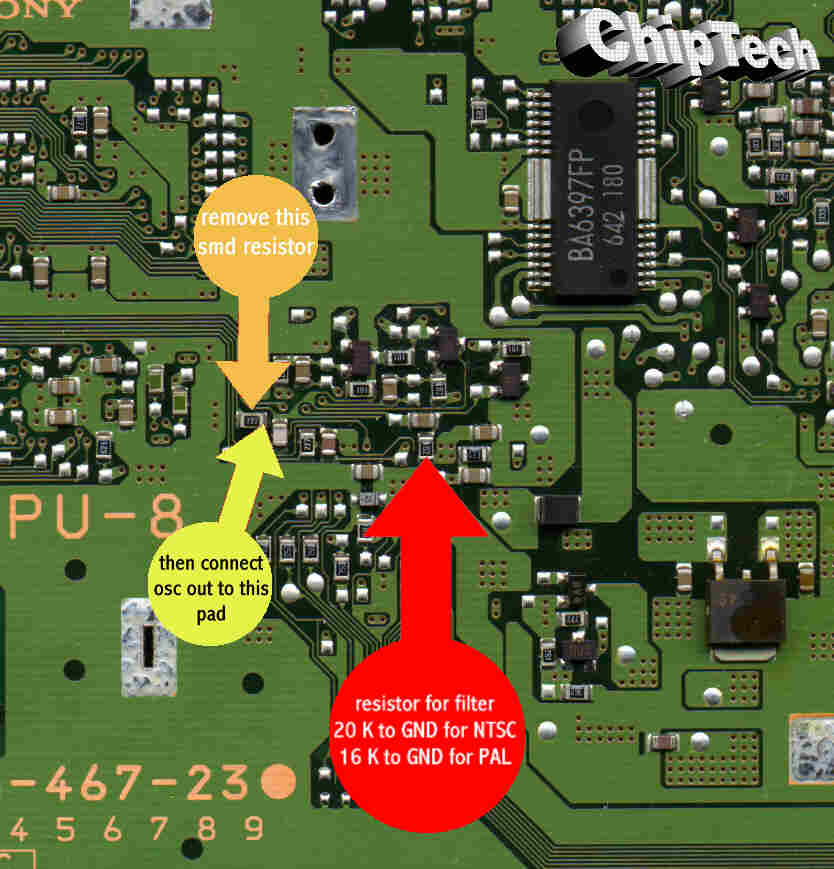 ONY
ChipTech
BA6397FP
642 180
remove this
smd resistor
PU-8
then connect
osc out to this
pad
resistor for filter
20 K to GND for NTSC
16 K to GND for PAL
-467-23
4 5 6 7 8 9